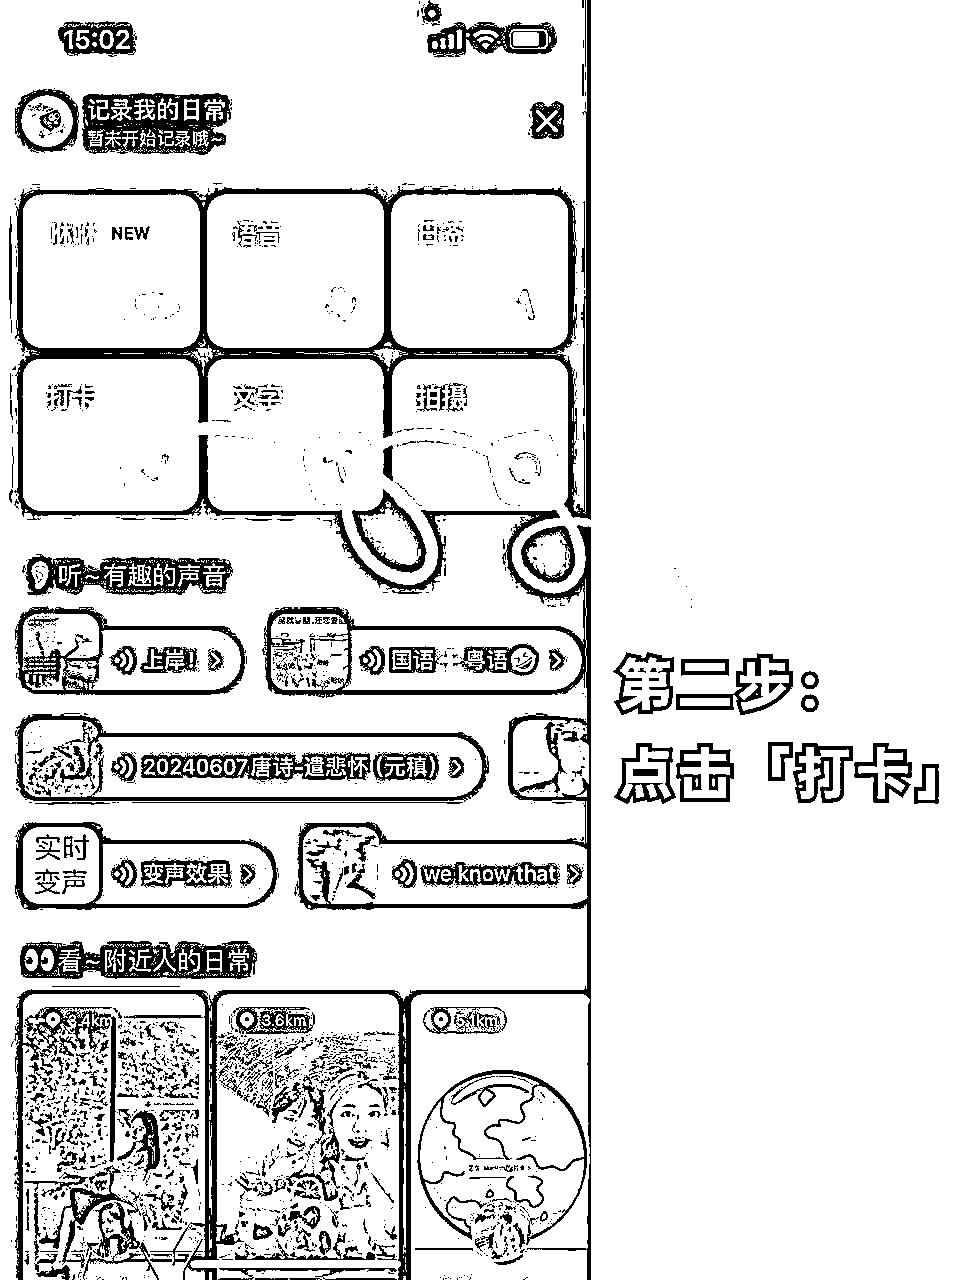 15:02
记录我的日常
暂未开始记录哦~
咻咻 NEW
语音
日签
打卡
文字
拍摄
听~有趣的声音
上岸！
国语 + 粤语
第二步：
点击「打卡」
20240607唐诗-遣悲怀（元稹）
实时
变声
变声效果
we know that
看~附近人的日常
3.4km
3.6km
5.1km